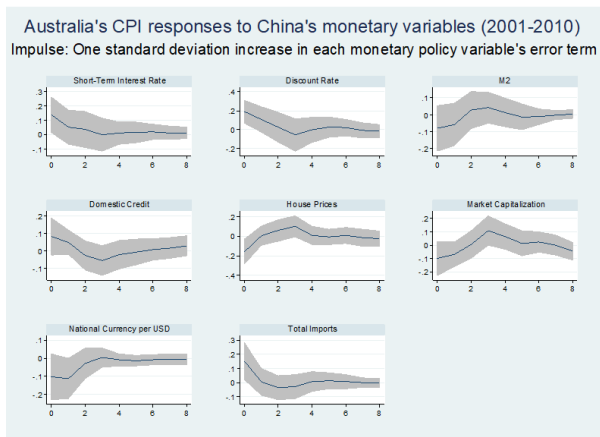 Australia's CPI responses to China's monetary variables (2001-2010)
Impulse: One standard deviation increase in each monetary policy variable's error term
Short-Term Interest Rate
.3
.2
.1
0
-.1
0 2 4 6 8
Discount Rate
.4
.2
0
-.2
0 2 4 6 8
M2
.1
0
-.1
-.2
0 2 4 6 8
Domestic Credit
.2
.1
0
-.1
0 2 4 6 8
House Prices
.2
0
-.2
-.4
0 2 4 6 8
Market Capitalization
.2
.1
0
-.1
-.2
0 2 4 6 8
National Currency per USD
.1
0
-.1
-.2
0 2 4 6 8
Total Imports
.3
.2
.1
0
-.1
0 2 4 6 8